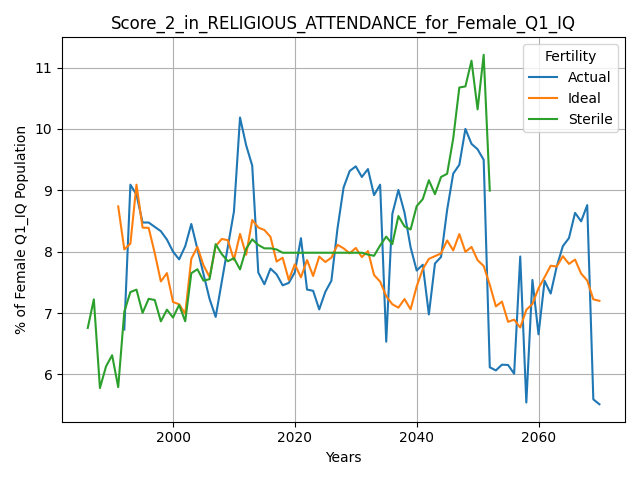 Score_2_in_RELIGIOUS_ATTENDANCE_for_Female_Q1_IQ
Fertility
Actual
Ideal
Sterile
% of Female Q1_IQ Population
11
10
9
8
7
6
2000 2020 2040 2060
Years